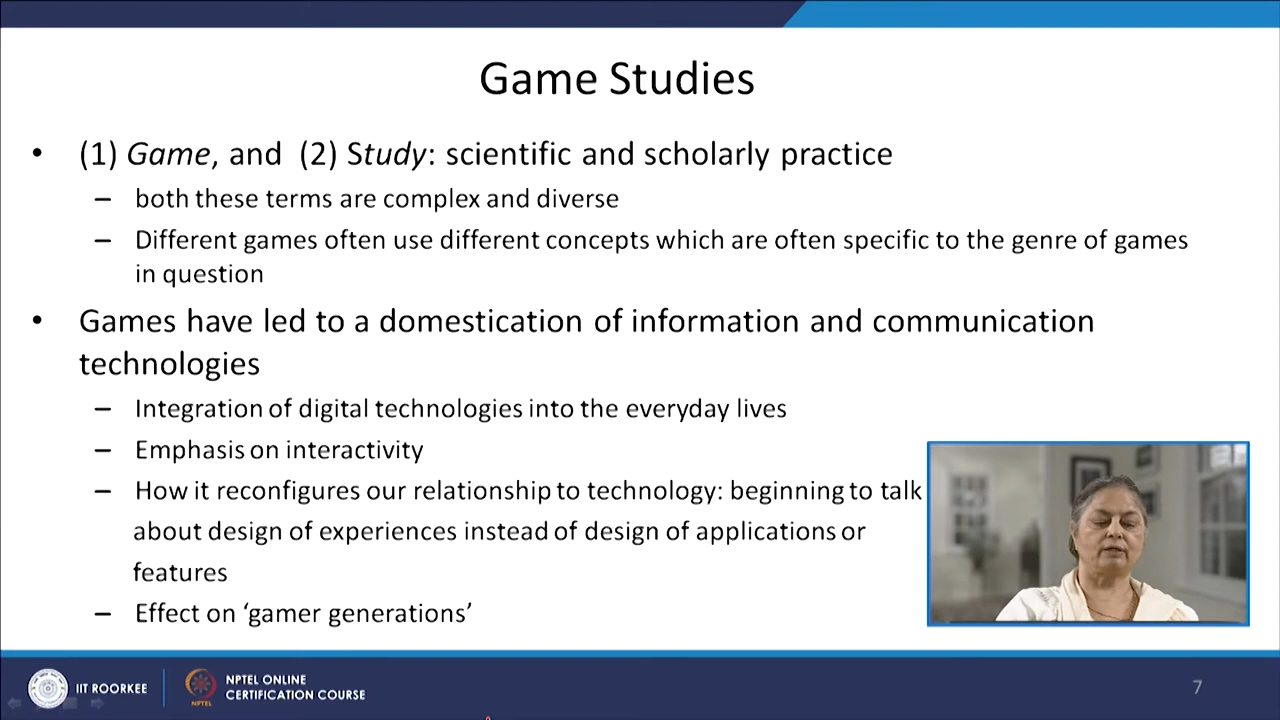 Game Studies
• (1) Game, and (2) Study: scientific and scholarly practice
– both these terms are complex and diverse
– Different games often use different concepts which are often specific to the genre of games
in question
• Games have led to a domestication of information and communication
technologies
– Integration of digital technologies into the everyday lives
– Emphasis on interactivity
– How it reconfigures our relationship to technology: beginning to talk
about design of experiences instead of design of applications or
features
– Effect on ‘gamer generations’
IIT ROORKEE
NPTEL
NPTEL ONLINE
CERTIFICATION COURSE
7